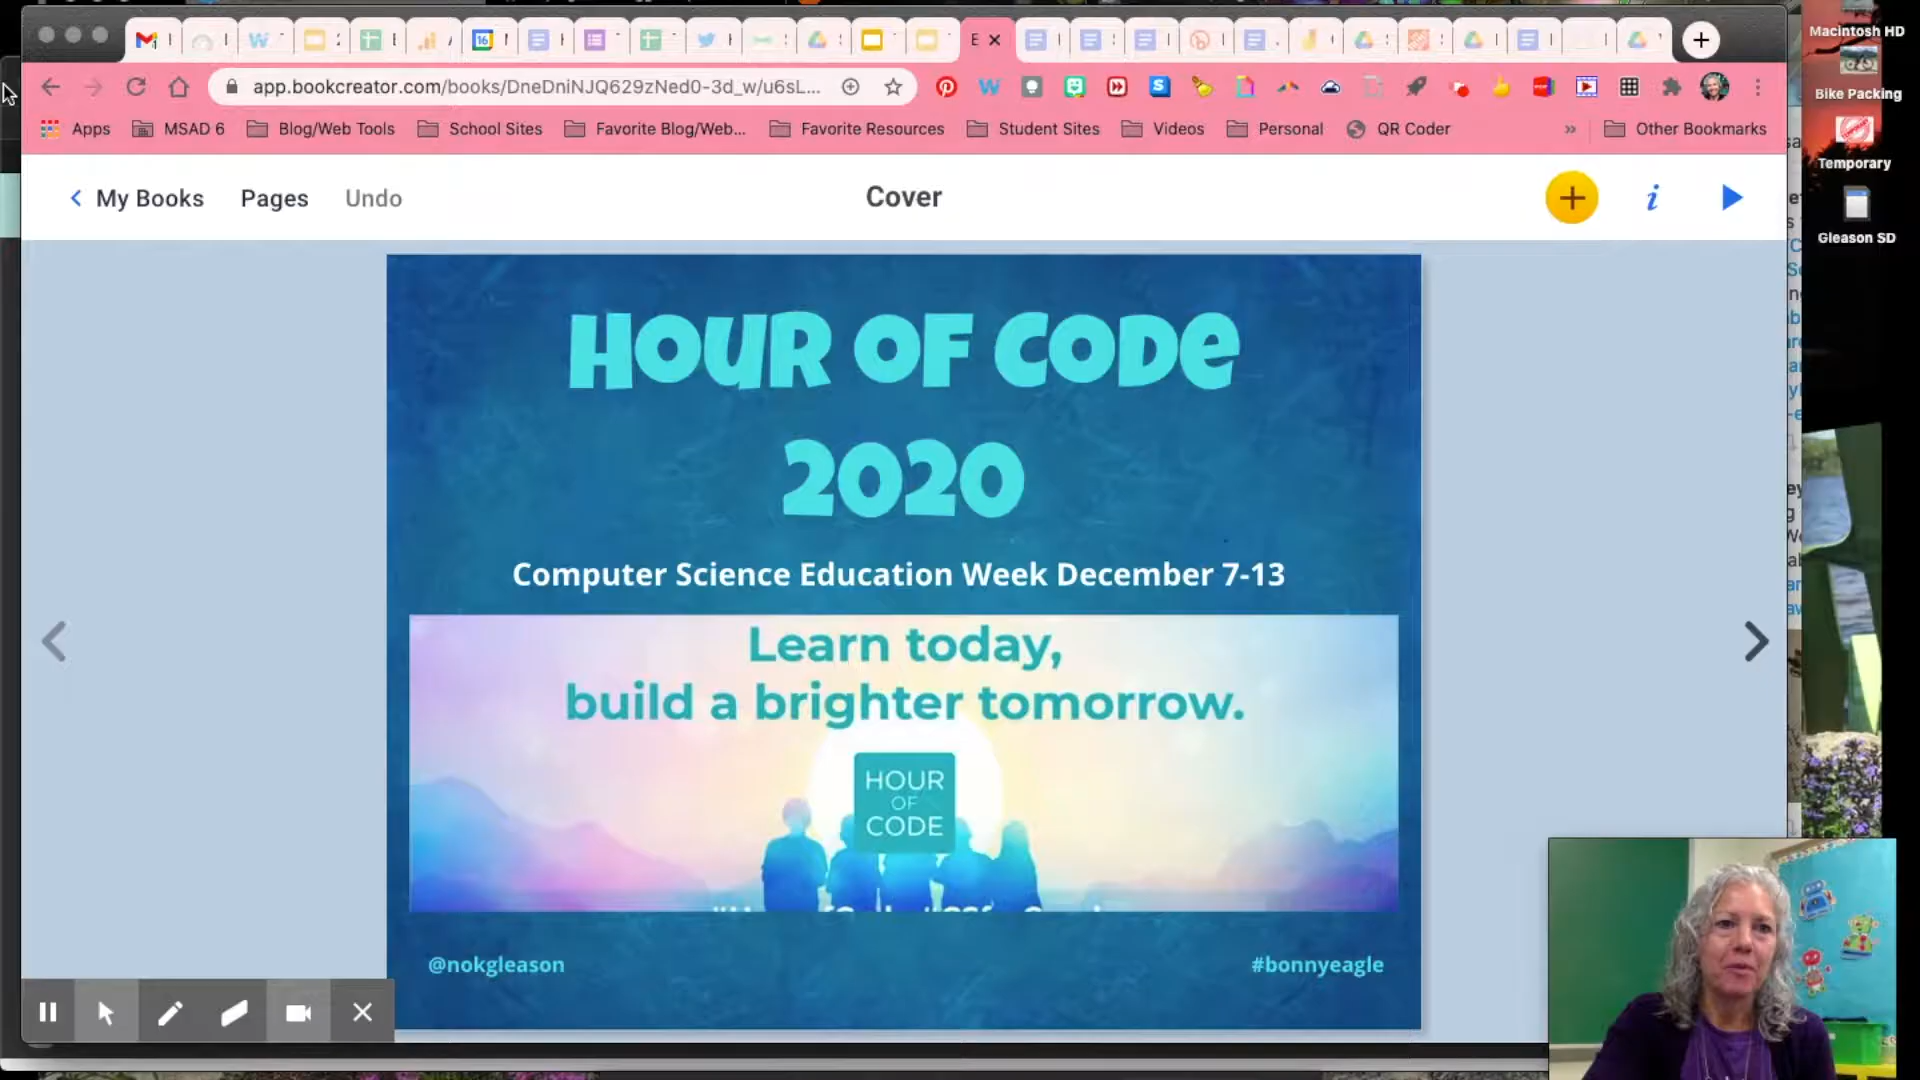 Macintosh HD
app.bookcreator.com/books/DneDniNJQ629zNed0-3d_w/u6sL...
Bike Packing
Apps MSAD 6 Blog/Web Tools School Sites Favorite Blog/Web... Favorite Resources Student Sites Videos Personal QR Coder » Other Bookmarks
Temporary
My Books Pages Undo Cover
Gleason SD
HOUR OF CODE
2020
Computer Science Education Week December 7-13
Learn today,
build a brighter tomorrow.
HOUR
OF
CODE
@nokgleason #bonnyeagle